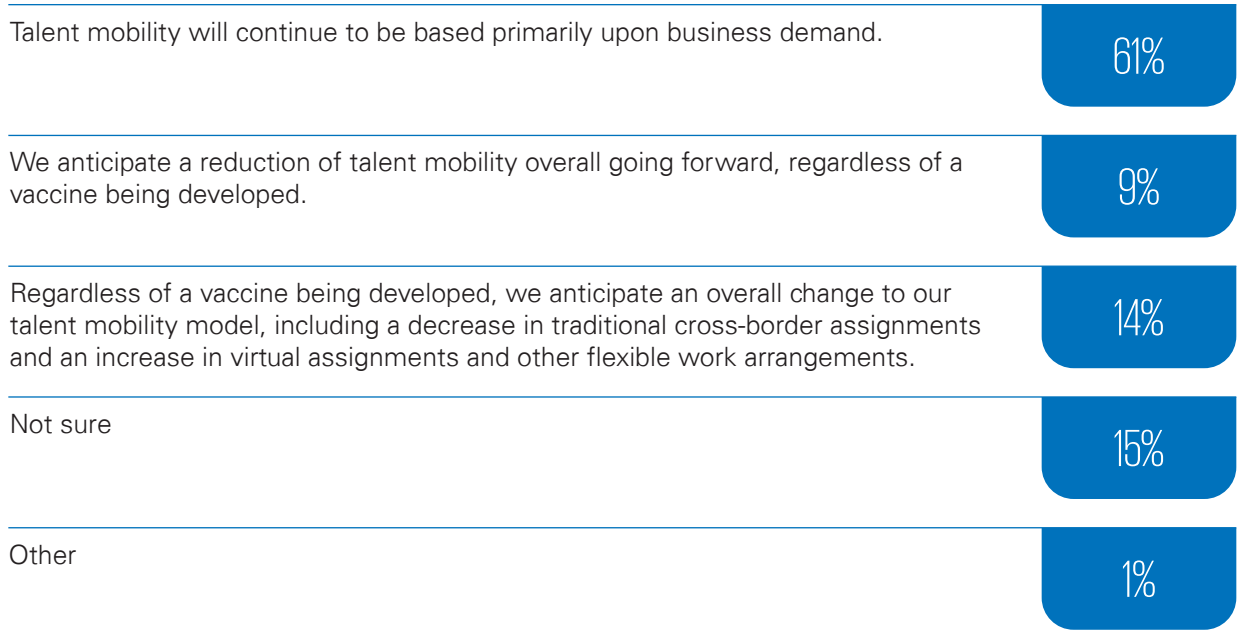 Talent mobility will continue to be based primarily upon business demand.
61%
We anticipate a reduction of talent mobility overall going forward, regardless of a
vaccine being developed.
9%
Regardless of a vaccine being developed, we anticipate an overall change to our
talent mobility model, including a decrease in traditional cross-border assignments
and an increase in virtual assignments and other flexible work arrangements.
14%
Not sure
15%
Other
1%